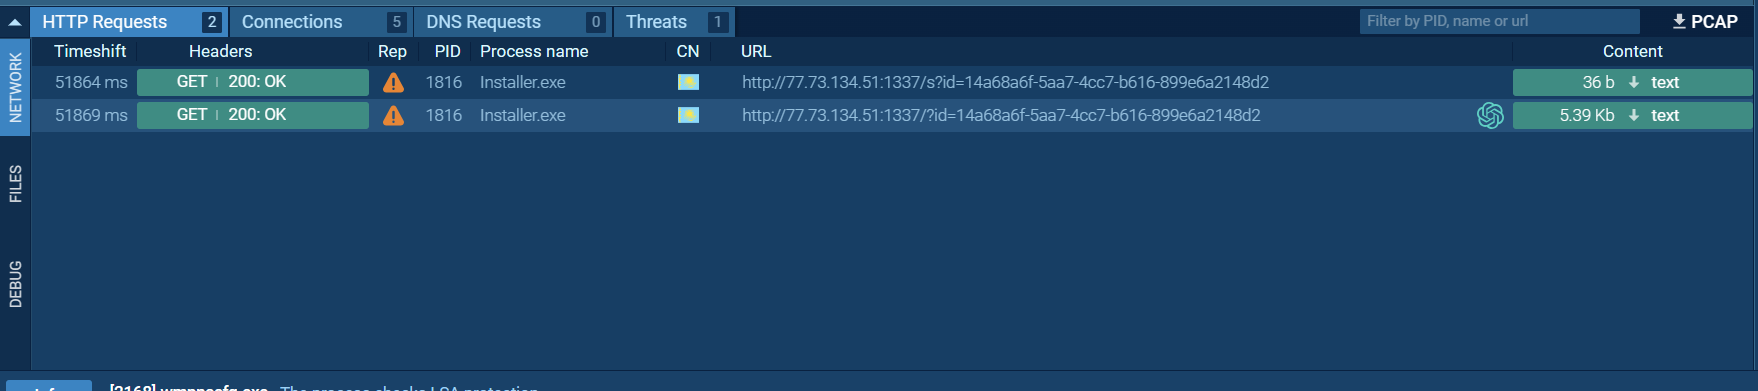 HTTP Requests 2 Connections 5 DNS Requests 0 Threats 1 Filter by PID, name or url PCAP
Timeshift Headers Rep PID Process name CN URL Content
51864 ms GET 200: OK 1816 Installer.exe http://77.73.134.51:1337/s?id=14a68a6f-5aa7-4cc7-b616-899e6a2148d2 36 b text
51869 ms GET 200: OK 1816 Installer.exe http://77.73.134.51:1337/?id=14a68a6f-5aa7-4cc7-b616-899e6a2148d2 5.39 Kb text
NETWORK
FILES
DEBUG
[2168] wmpnscfg.exe The process checks LSA protection